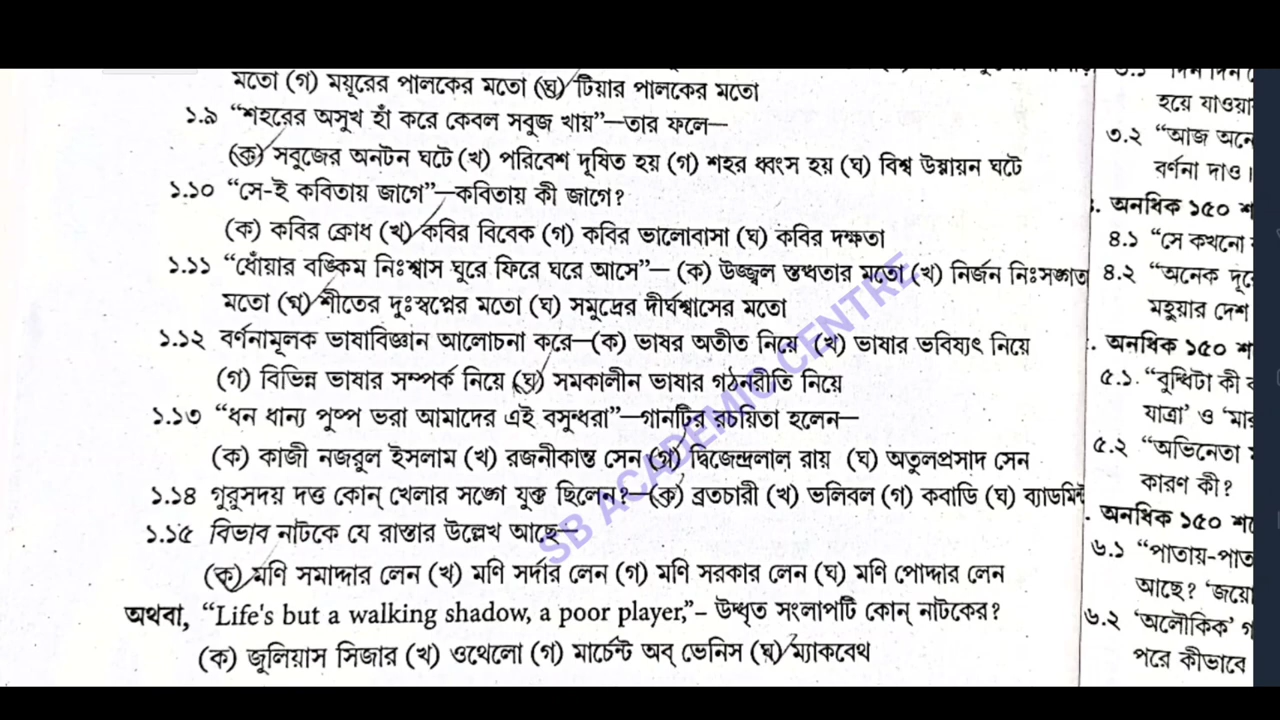 মতো (গ) ময়ূরের পালকের মতো (ঘ) টিয়ার পালকের মতো
১.৯ “শহরের অসুখ হাঁ করে কেবল সবুজ খায়”—তার ফলে—
(ক) সবুজের অনটন ঘটে (খ) পরিবেশ দূষিত হয় (গ) শহর ধ্বংস হয় (ঘ) বিশ্ব উন্নায়ন ঘটে
১.১০ “সে-ই কবিতায় জাগে”—কবিতায় কী জাগে?
(ক) কবির ক্রোধ (খ) কবির বিবেক (গ) কবির ভালোবাসা (ঘ) কবির দক্ষতা
১.১১ “ধোঁয়ার বঙ্কিম নিঃশ্বাস ঘুরে ফিরে ঘরে আসে”— (ক) উজ্জ্বল স্তব্ধতার মতো (খ) নির্জন নিঃসঙ্গত
মতো (গ) শীতের দুঃস্বপ্নের মতো (ঘ) সমুদ্রের দীর্ঘশ্বাসের মতো
১.১২ বর্ণনামূলক ভাষাবিজ্ঞান আলোচনা করে—(ক) ভাষর অতীত নিয়ে (খ) ভাষার ভবিষ্যৎ নিয়ে
(গ) বিভিন্ন ভাষার সম্পর্ক নিয়ে (ঘ) সমকালীন ভাষার গঠনরীতি নিয়ে
১.১৩ “ধন ধান্য পুষ্প ভরা আমাদের এই বসুন্ধরা”—গানটির রচয়িতা হলেন—
(ক) কাজী নজরুল ইসলাম (খ) রজনীকান্ত সেন (গ) দ্বিজেন্দ্রলাল রায় (ঘ) অতুলপ্রসাদ সেন
১.১৪ গুরুসদয় দত্ত কোন্ খেলার সঙ্গে যুক্ত ছিলেন?—(ক) ব্রতচারী (খ) ভলিবল (গ) কবাডি (ঘ) ব্যাডমিন্ট
১.১৫ বিভাব নাটকে যে রাস্তার উল্লেখ আছে—
(ক) মণি সমাদ্দার লেন (খ) মণি সর্দার লেন (গ) মণি সরকার লেন (ঘ) মণি পোদ্দার লেন
অথবা, “Life's but a walking shadow, a poor player,”– উদ্ধৃত সংলাপটি কোন্ নাটকের?
(ক) জুলিয়াস সিজার (খ) ওথেলো (গ) মার্চেন্ট অব্ ভেনিস (ঘ) ম্যাকবেথ
SB ACADEMIC CENTRE
৩.১ “দিন দিন
হয়ে যাওয়া
৩.২ “আজ অনে
বর্ণনা দাও।
. অনধিক ১৫০ শ
৪.১ “সে কখনো
৪.২ “অনেক দূরে
মহুয়ার দেশ
. অনধিক ১৫০ শ
৫.১. “বুদ্ধিটা কী
যাত্রা’ ও ‘মার
৫.২ “অভিনেতা
কারণ কী?
. অনধিক ১৫০ শ
৬.১ “পাতায়-পাত
আছে? ‘জয়ো
৬.২ ‘অলৌকিক’ গ
পরে কীভাবে